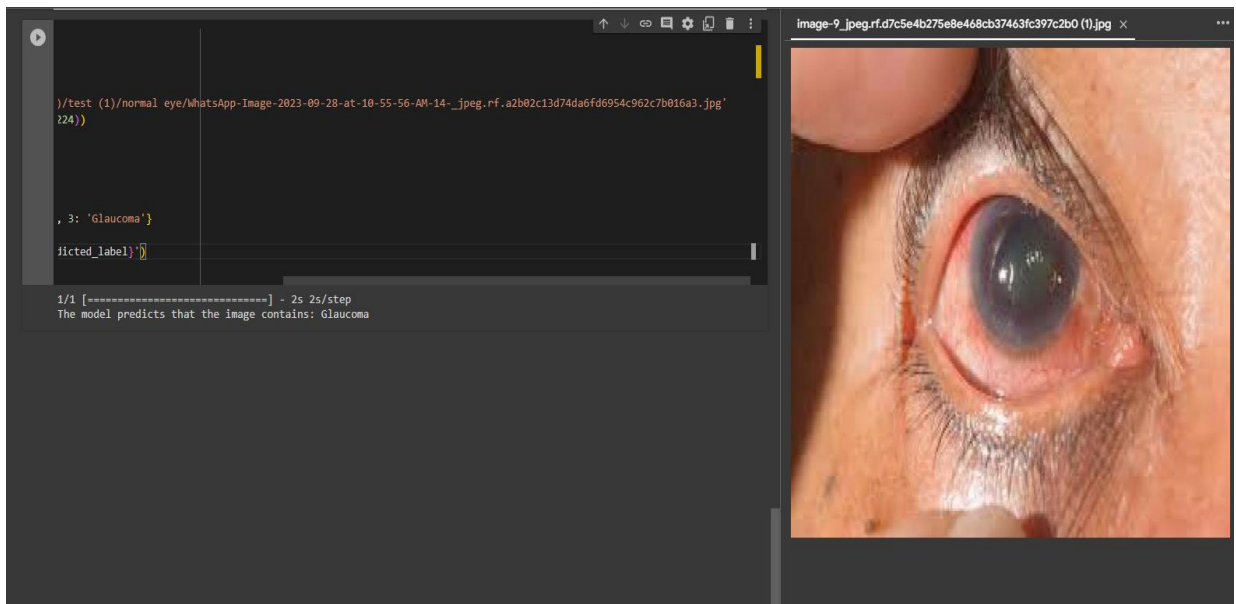 )/test (1)/normal eye/WhatsApp-Image-2023-09-28-at-10-55-56-AM-14-_jpeg.rf.a2b02c13d74da6fd6954c962c7b016a3.jpg'
224))
, 3: 'Glaucoma'}
dicted_label}')
1/1 [==============================] - 2s 2s/step
The model predicts that the image contains: Glaucoma
image-9_jpeg.rf.d7c5e4b275e8e468cb37463fc397c2b0 (1).jpg